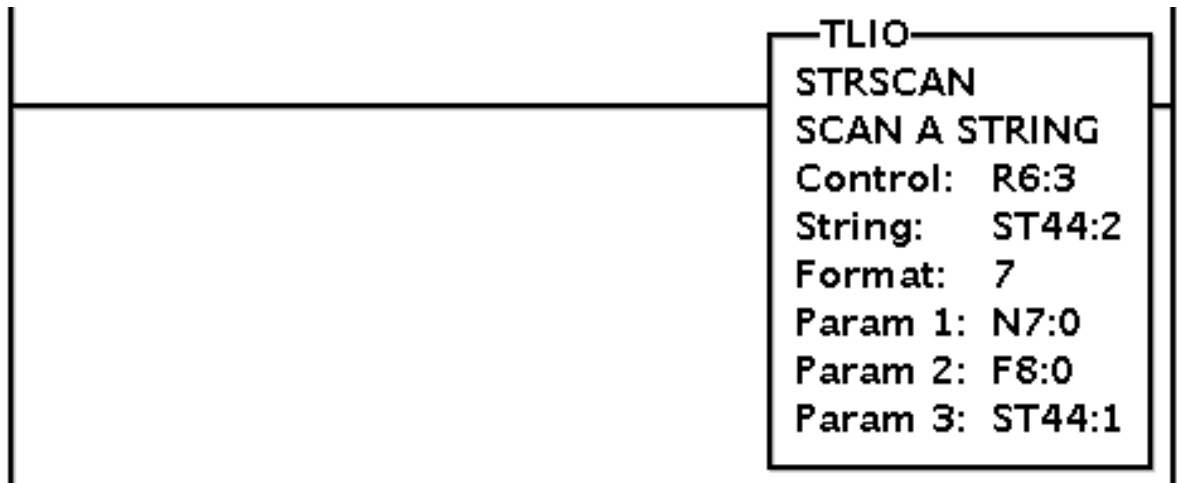 TLIO
STRSCAN
SCAN A STRING
Control: R6:3
String: ST44:2
Format: 7
Param 1: N7:0
Param 2: F8:0
Param 3: ST44:1